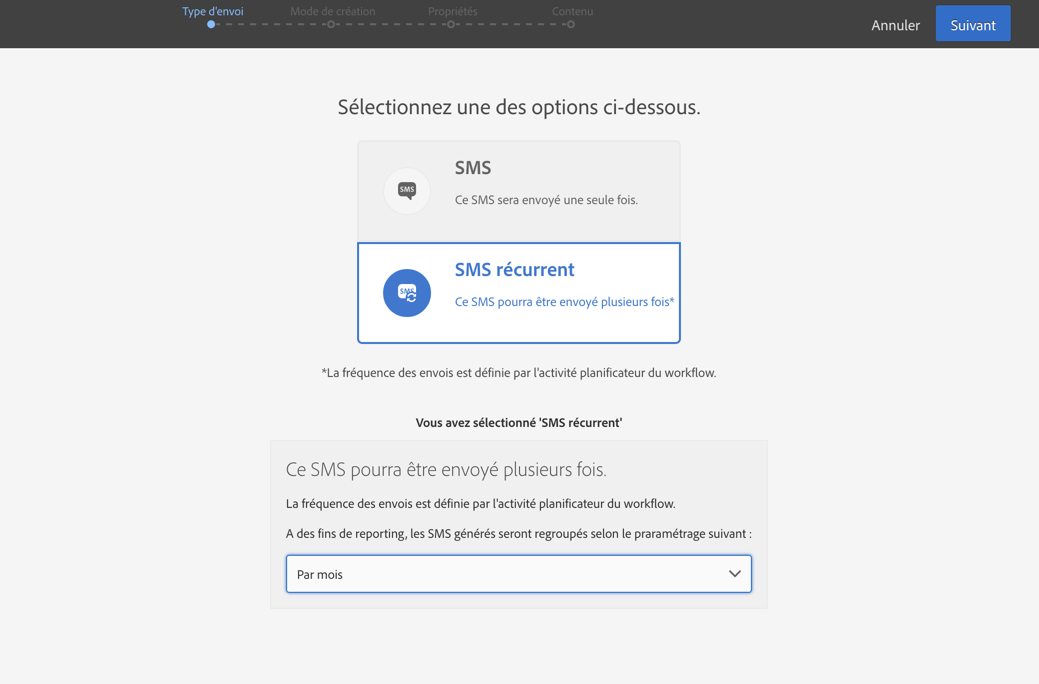 Type d'envoi
Mode de création
Propriétés
Contenu
Annuler
Suivant
Sélectionnez une des options ci-dessous.
SMS
SMS
Ce SMS sera envoyé une seule fois.
SMS
SMS récurrent
Ce SMS pourra être envoyé plusieurs fois*
*La fréquence des envois est définie par l'activité planificateur du workflow.
Vous avez sélectionné 'SMS récurrent'
Ce SMS pourra être envoyé plusieurs fois.
La fréquence des envois est définie par l'activité planificateur du workflow.
A des fins de reporting, les SMS générés seront regroupés selon le praramétrage suivant :
Par mois